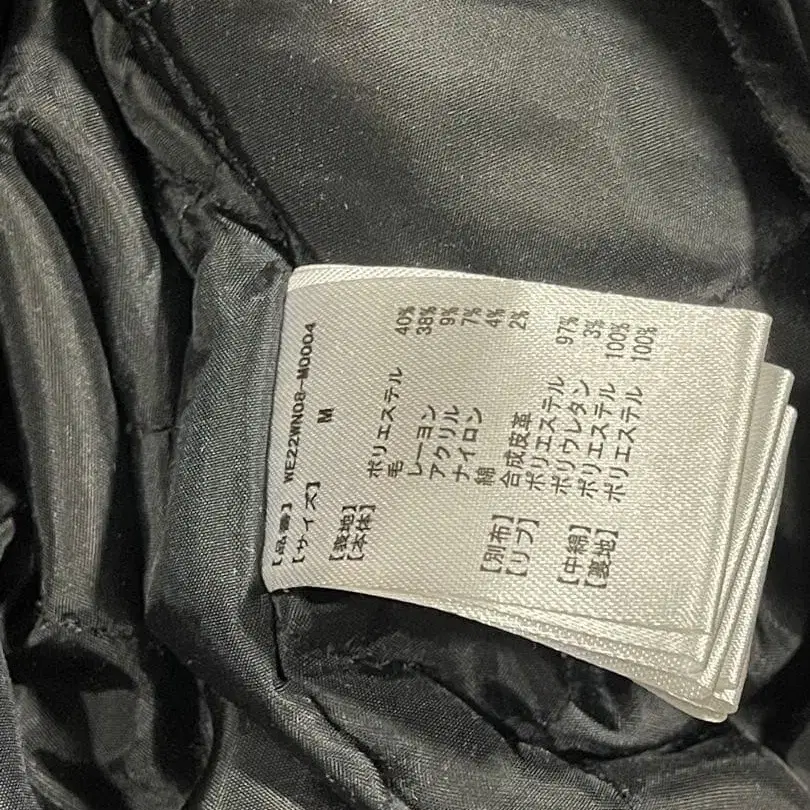 【品番】 WE22WN08-M0004
【サイズ】 M
【表地】
【本体】 ポリエステル 40%
毛 38%
レーヨン 9%
アクリル 7%
ナイロン 4%
綿 2%
【別布】 合成皮革
【リブ】 ポリエステル 97%
ポリウレタン 3%
【中綿】 ポリエステル 100%
【裏地】 ポリエステル 100%